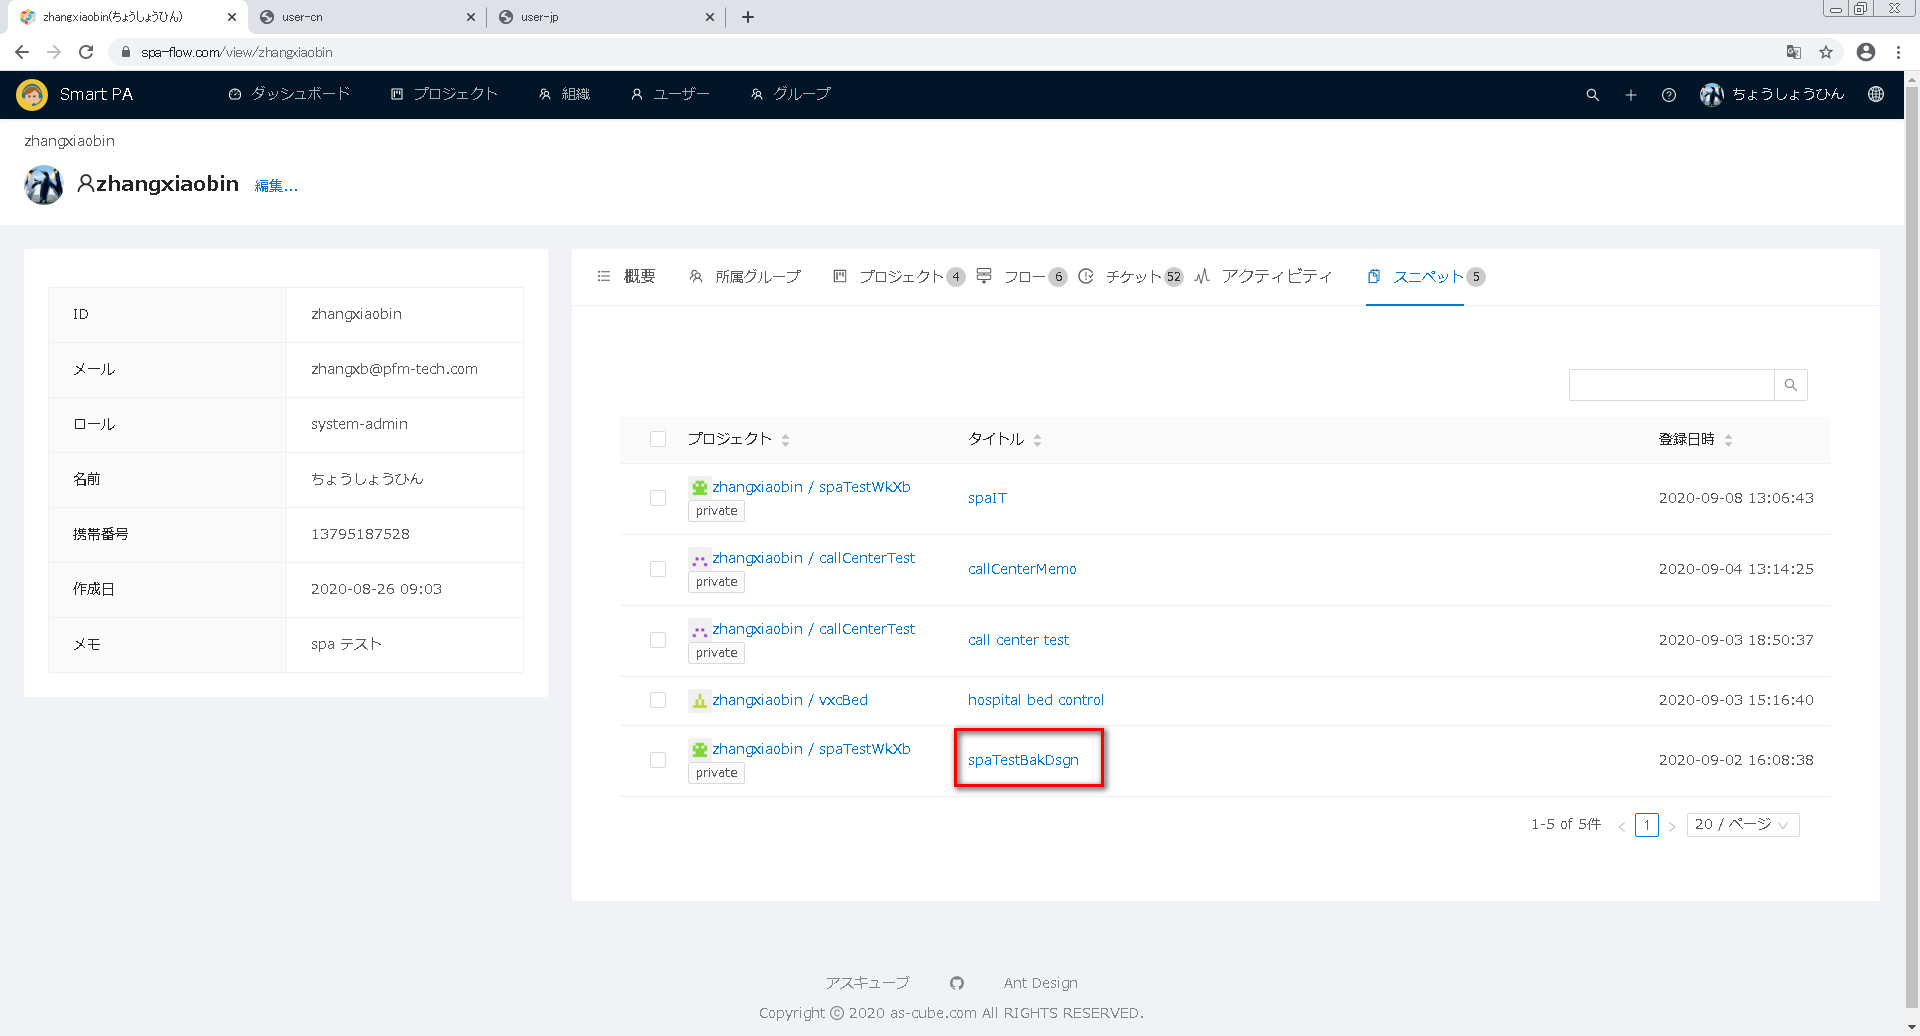 zhangxiaobin(ちょうしょうひん)
user-cn
user-jp
spa-flow.com/view/zhangxiaobin
Smart PA
ダッシュボード
プロジェクト
組織
ユーザー
グループ
ちょうしょうひん
zhangxiaobin
zhangxiaobin 編集...
ID zhangxiaobin
メール zhangxb@pfm-tech.com
ロール system-admin
名前 ちょうしょうひん
携帯番号 13795187528
作成日 2020-08-26 09:03
メモ spa テスト
概要 所属グループ プロジェクト 4 フロー 6 チケット 52 アクティビティ スニペット 5
プロジェクト タイトル 登録日時
zhangxiaobin / spaTestWkXb
private
spaIT
2020-09-08 13:06:43
zhangxiaobin / callCenterTest
private
callCenterMemo
2020-09-04 13:14:25
zhangxiaobin / callCenterTest
private
call center test
2020-09-03 18:50:37
zhangxiaobin / vxcBed
hospital bed control
2020-09-03 15:16:40
zhangxiaobin / spaTestWkXb
private
spaTestBakDsgn
2020-09-02 16:08:38
1-5 of 5件 < 1 > 20 / ページ
アスキューブ Ant Design
Copyright © 2020 as-cube.com All RIGHTS RESERVED.